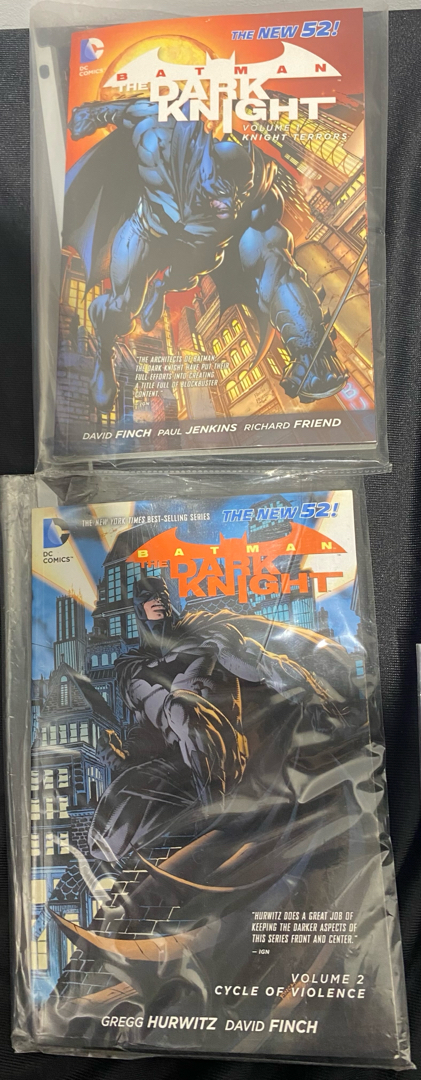 THE NEW 52!
DC
COMICS
BATMAN
THE DARK
KNIGHT
VOLUME
KNIGHT TERRORS
"THE ARCHITECTS OF BATMAN:
THE DARK KNIGHT HAVE PUT THEIR
FULL EFFORTS INTO CREATING
A TITLE FULL OF BLOCKBUSTER
CONTENT."
—IGN
DAVID FINCH PAUL JENKINS RICHARD FRIEND
THE NEW YORK TIMES BEST-SELLING SERIES
THE NEW 52!
DC
COMICS™
BATMAN
THE DARK
KNIGHT
"HURWITZ DOES A GREAT JOB OF
KEEPING THE DARKER ASPECTS OF
THIS SERIES FRONT AND CENTER."
— IGN
VOLUME 2
CYCLE OF VIOLENCE
GREGG HURWITZ DAVID FINCH